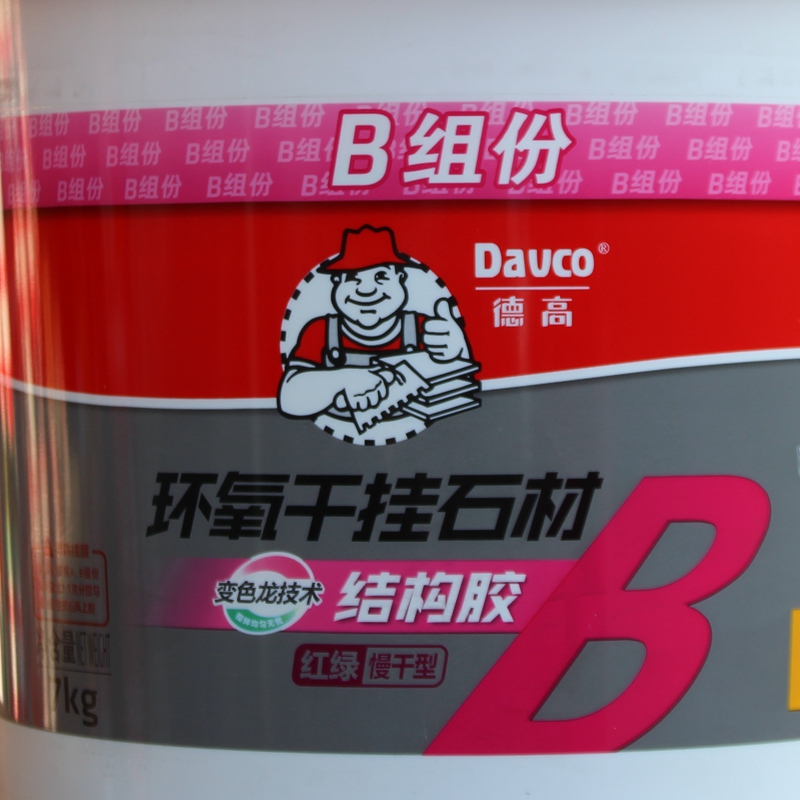 B组份
Davco®
德高
环氧干挂石材
变色龙技术
结构胶
B
红绿 慢干型
7kg